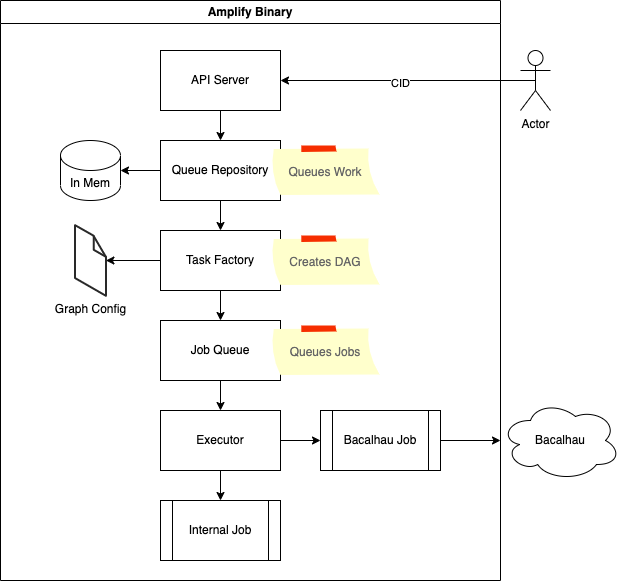 Amplify Binary
API Server
CID
Actor
Queue Repository
Queues Work
In Mem
Task Factory
Creates DAG
Graph Config
Job Queue
Queues Jobs
Executor
Bacalhau Job
Bacalhau
Internal Job